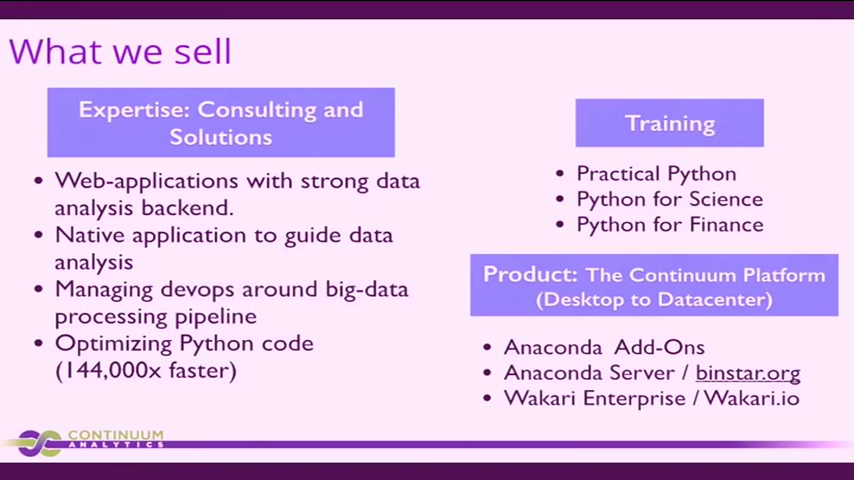 What we sell
Expertise: Consulting and
Solutions
• Web-applications with strong data
analysis backend.
• Native application to guide data
analysis
• Managing devops around big-data
processing pipeline
• Optimizing Python code
(144,000x faster)
Training
• Practical Python
• Python for Science
• Python for Finance
Product: The Continuum Platform
(Desktop to Datacenter)
• Anaconda Add-Ons
• Anaconda Server / binstar.org
• Wakari Enterprise / Wakari.io
CONTINUUM
ANALYTICS